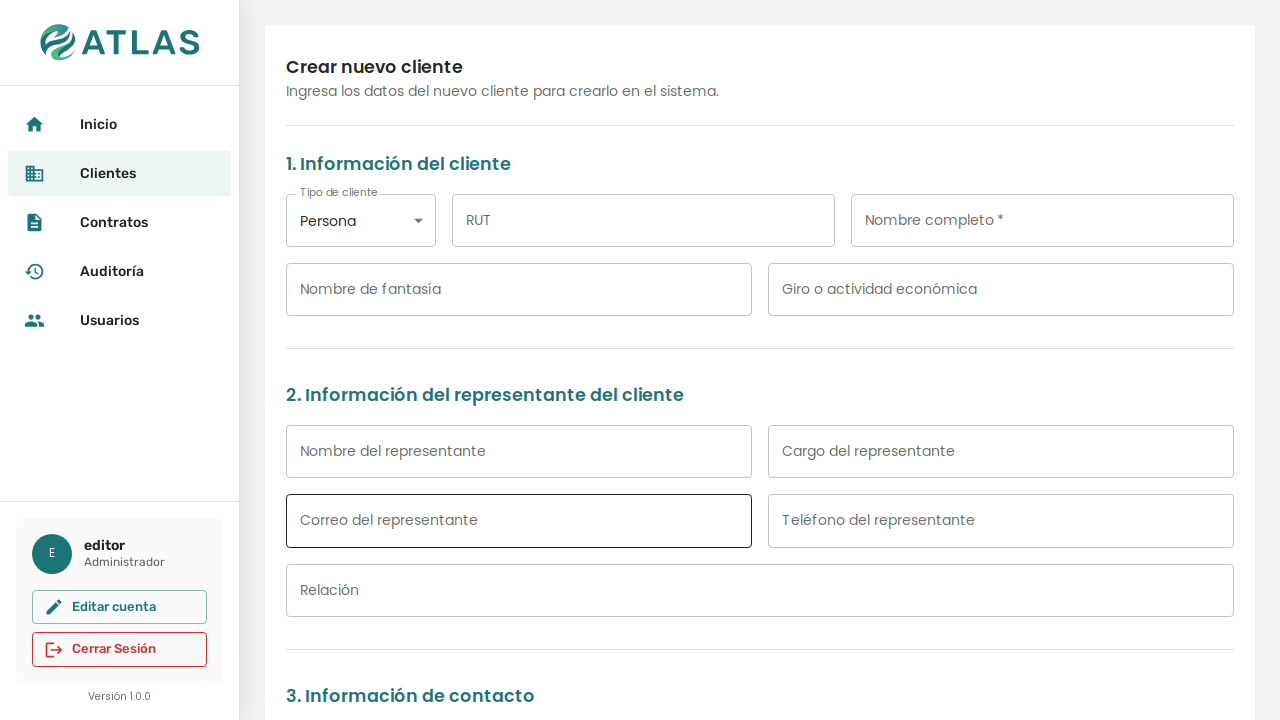 ATLAS
Inicio
Clientes
Contratos
Auditoría
Usuarios
E
editor
Administrador
Editar cuenta
Cerrar Sesión
Versión 1.0.0
Crear nuevo cliente
Ingresa los datos del nuevo cliente para crearlo en el sistema.
1. Información del cliente
Tipo de cliente
Persona
RUT
Nombre completo *
Nombre de fantasía
Giro o actividad económica
2. Información del representante del cliente
Nombre del representante
Cargo del representante
Correo del representante
Teléfono del representante
Relación
3. Información de contacto